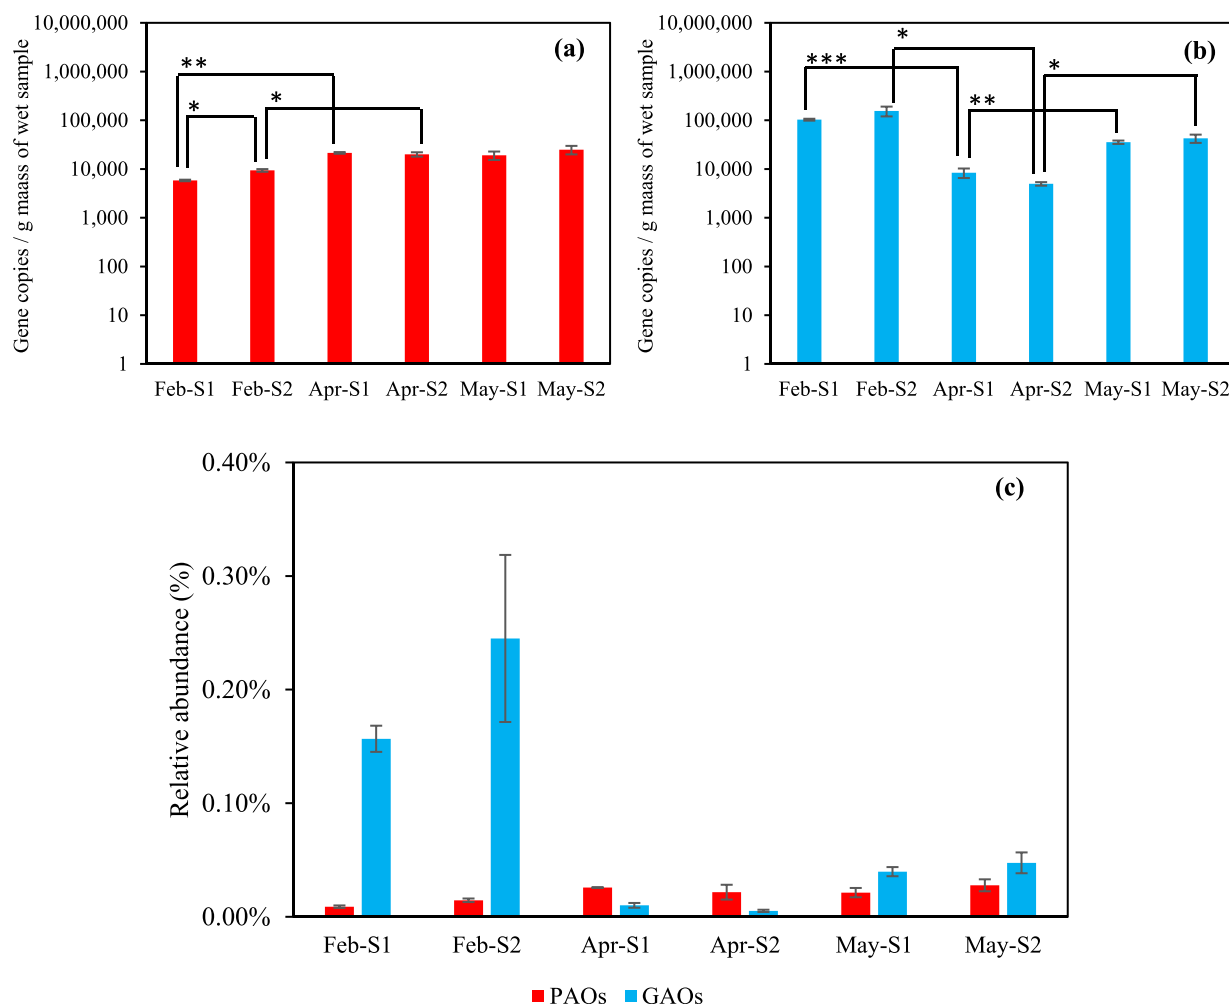 (a)
Gene copies / g maass of wet sample
10,000,000
1,000,000
100,000
10,000
1,000
100
10
1
**
*
*
Feb-S1 Feb-S2 Apr-S1 Apr-S2 May-S1 May-S2
(b)
Gene copies / g maass of wet sample
10,000,000
1,000,000
100,000
10,000
1,000
100
10
1
***
*
**
*
Feb-S1 Feb-S2 Apr-S1 Apr-S2 May-S1 May-S2
(c)
Relative abundance (%)
0.40%
0.30%
0.20%
0.10%
0.00%
Feb-S1 Feb-S2 Apr-S1 Apr-S2 May-S1 May-S2
PAOs GAOs